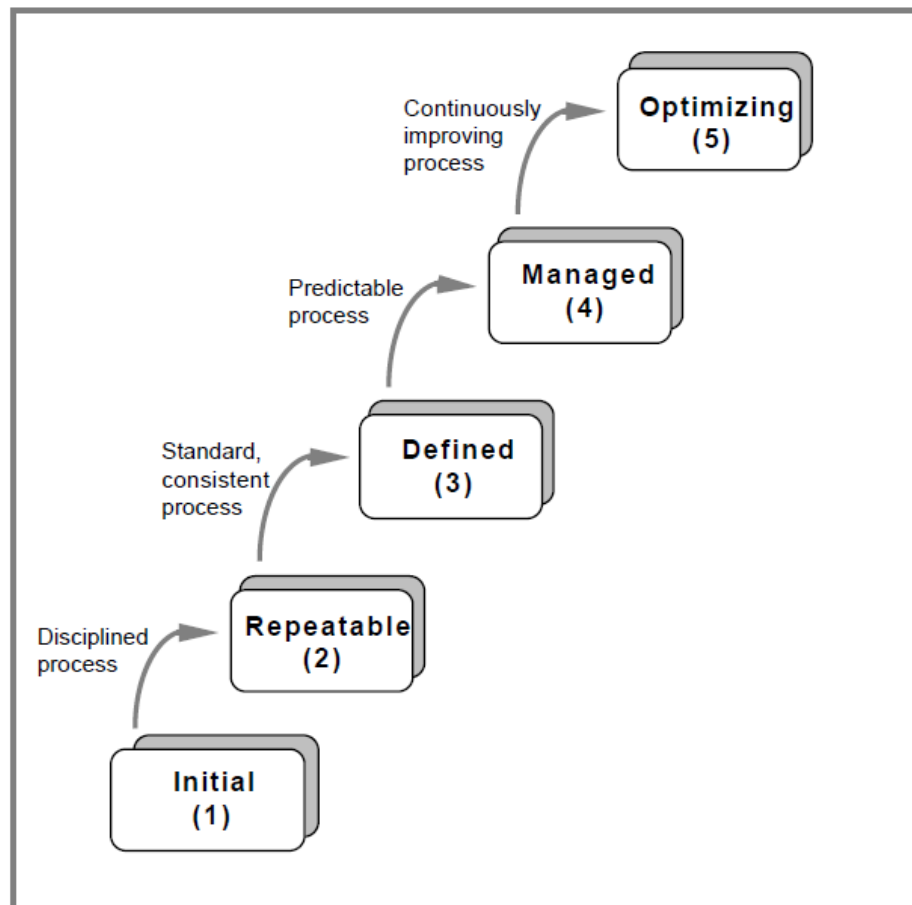 Continuously
improving
process
Optimizing
(5)
Predictable
process
Managed
(4)
Standard,
consistent
process
Defined
(3)
Disciplined
process
Repeatable
(2)
Initial
(1)